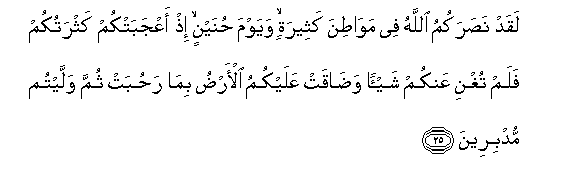 لَقَدْ نَصَرَكُمُ ٱللَّهُ فِى مَوَاطِنَ كَثِيرَةٍۙ وَيَوْمَ حُنَيْنٍۙ إِذْ أَعْجَبَتْكُمْ كَثْرَتُكُمْ
فَلَمْ تُغْنِ عَنكُمْ شَيْـًٔا وَضَاقَتْ عَلَيْكُمُ ٱلْأَرْضُ بِمَا رَحُبَتْ ثُمَّ وَلَّيْتُم
مُّدْبِرِينَ ٢٥